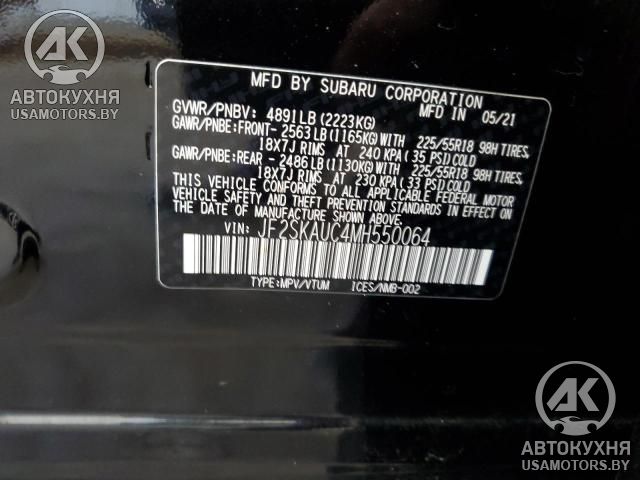 AK
АВТОКУХНЯ
USAMOTORS.BY
MFD BY SUBARU CORPORATION
MFD IN 05/21
GVWR/PNBV: 4891LB(2223KG)
GAWR/PNBE:FRONT- 2563LB(1165KG)WITH 225/55R18 98H TIRES,
18X7J RIMS AT 240 KPA( 35 PSI)COLD
GAWR/PNBE:REAR - 2486LB(1130KG)WITH 225/55R18 98H TIRES,
18X7J RIMS AT 230 KPA( 33 PSI)COLD
THIS VEHICLE CONFORMS TO ALL APPLICABLE FEDERAL MOTOR
VEHICLE SAFETY AND THEFT PREVENTION STANDARDS IN EFFECT ON
THE DATE OF MANUFACTURE SHOWN ABOVE.
VIN: JF2SKAUC4MH550064
TYPE:MPV/VTUM ICES/NMB-002
AK
АВТОКУХНЯ
USAMOTORS.BY